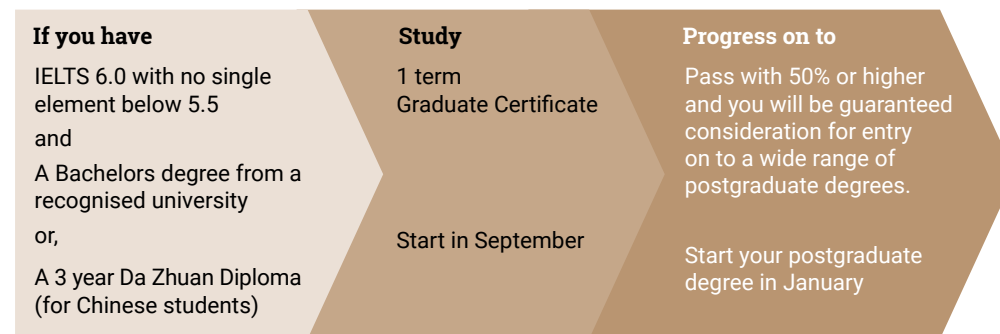 If you have
IELTS 6.0 with no single
element below 5.5
and
A Bachelors degree from a
recognised university
or,
A 3 year Da Zhuan Diploma
(for Chinese students)
Study
1 term
Graduate Certificate
Start in September
Progress on to
Pass with 50% or higher
and you will be guaranteed
consideration for entry
on to a wide range of
postgraduate degrees.
Start your postgraduate
degree in January